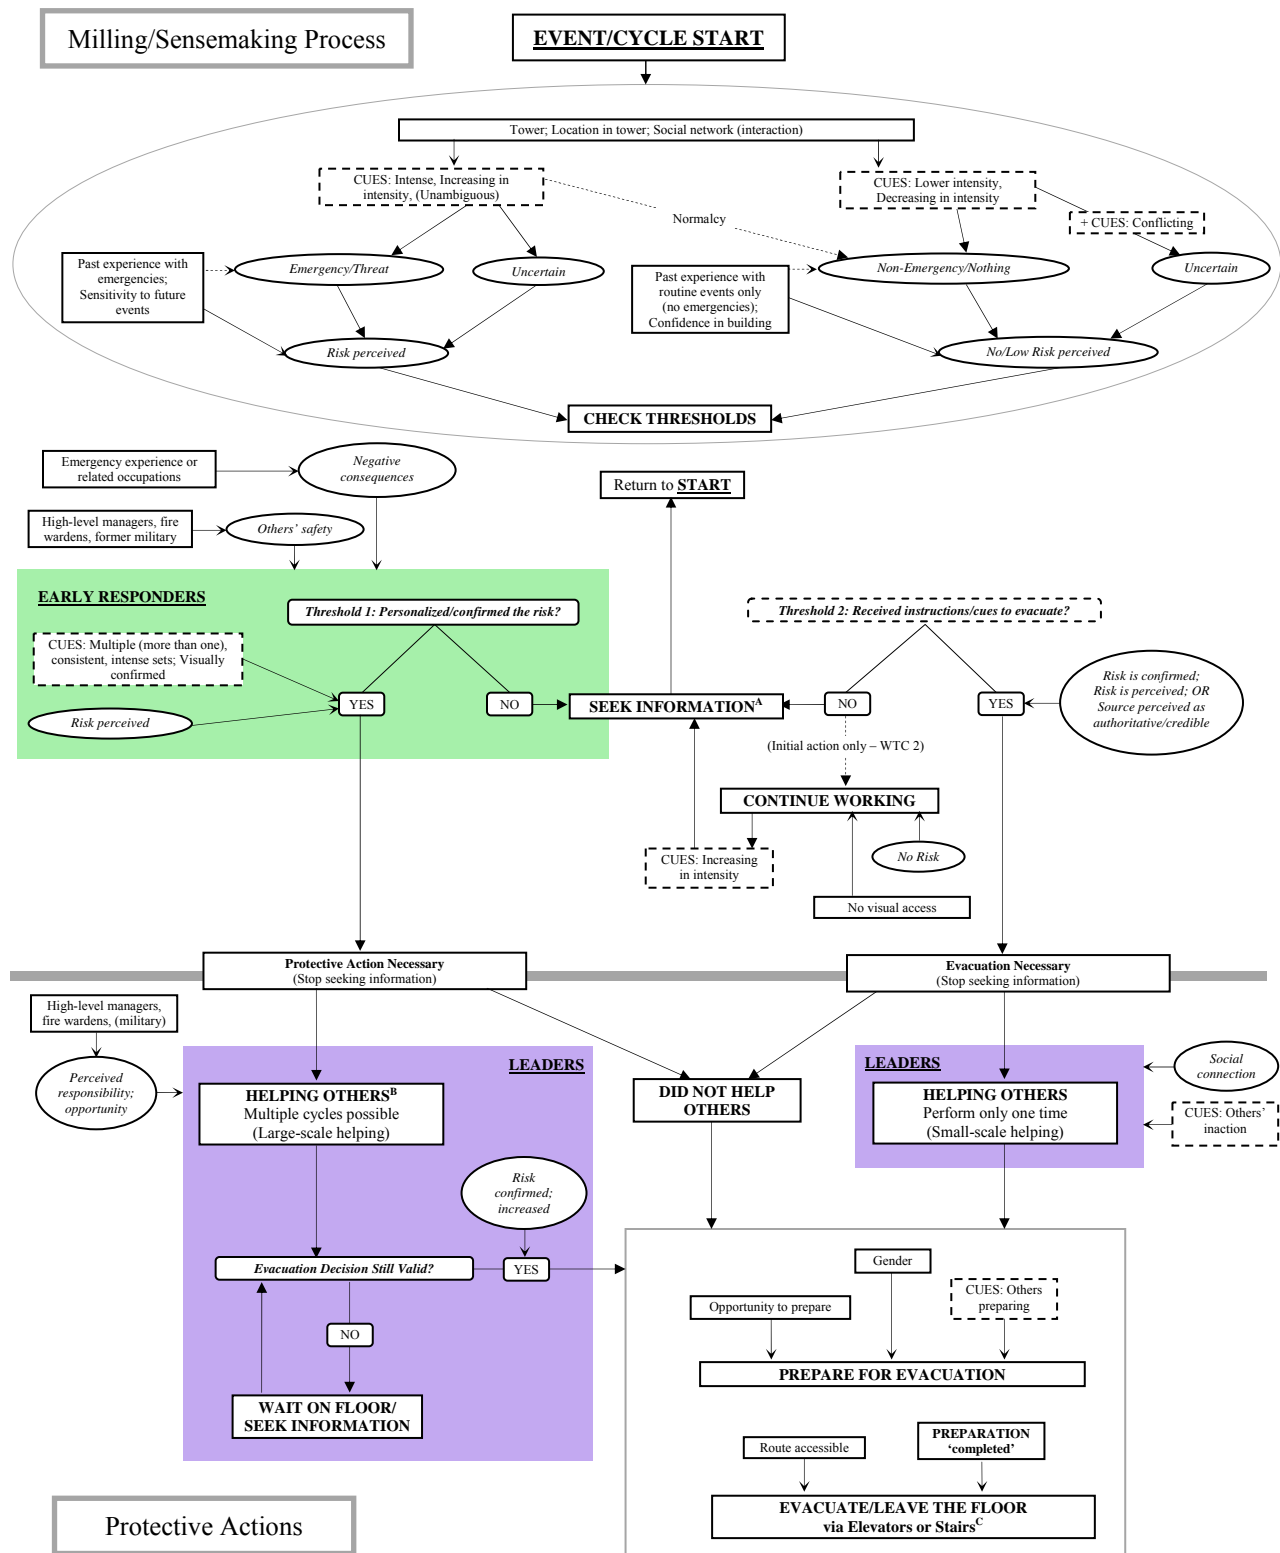 Milling/Sensemaking Process
EVENT/CYCLE START
Tower; Location in tower; Social network (interaction)
CUES: Intense, Increasing in
intensity, (Unambiguous)
CUES: Lower intensity,
Decreasing in intensity
Normalcy
+ CUES: Conflicting
Past experience with
emergencies;
Sensitivity to future
events
Emergency/Threat
Uncertain
Past experience with
routine events only
(no emergencies);
Confidence in building
Non-Emergency/Nothing
Uncertain
Risk perceived
No/Low Risk perceived
CHECK THRESHOLDS
Emergency experience or
related occupations
Negative
consequences
Return to START
High-level managers, fire
wardens, former military
Others' safety
EARLY RESPONDERS
Threshold 1: Personalized/confirmed the risk?
Threshold 2: Received instructions/cues to evacuate?
CUES: Multiple (more than one),
consistent, intense sets; Visually
confirmed
Risk perceived
YES
NO
SEEK INFORMATIONᴬ
NO
YES
Risk is confirmed;
Risk is perceived; OR
Source perceived as
authoritative/credible
(Initial action only – WTC 2)
CONTINUE WORKING
CUES: Increasing
in intensity
No Risk
No visual access
Protective Action Necessary
(Stop seeking information)
Evacuation Necessary
(Stop seeking information)
High-level managers,
fire wardens, (military)
Perceived
responsibility;
opportunity
LEADERS
HELPING OTHERSᴮ
Multiple cycles possible
(Large-scale helping)
DID NOT HELP
OTHERS
LEADERS
HELPING OTHERS
Perform only one time
(Small-scale helping)
Social
connection
CUES: Others'
inaction
Risk
confirmed;
increased
Evacuation Decision Still Valid?
YES
NO
WAIT ON FLOOR/
SEEK INFORMATION
Gender
Opportunity to prepare
CUES: Others
preparing
PREPARE FOR EVACUATION
Route accessible
PREPARATION
'completed'
EVACUATE/LEAVE THE FLOOR
via Elevators or Stairsᶜ
Protective Actions